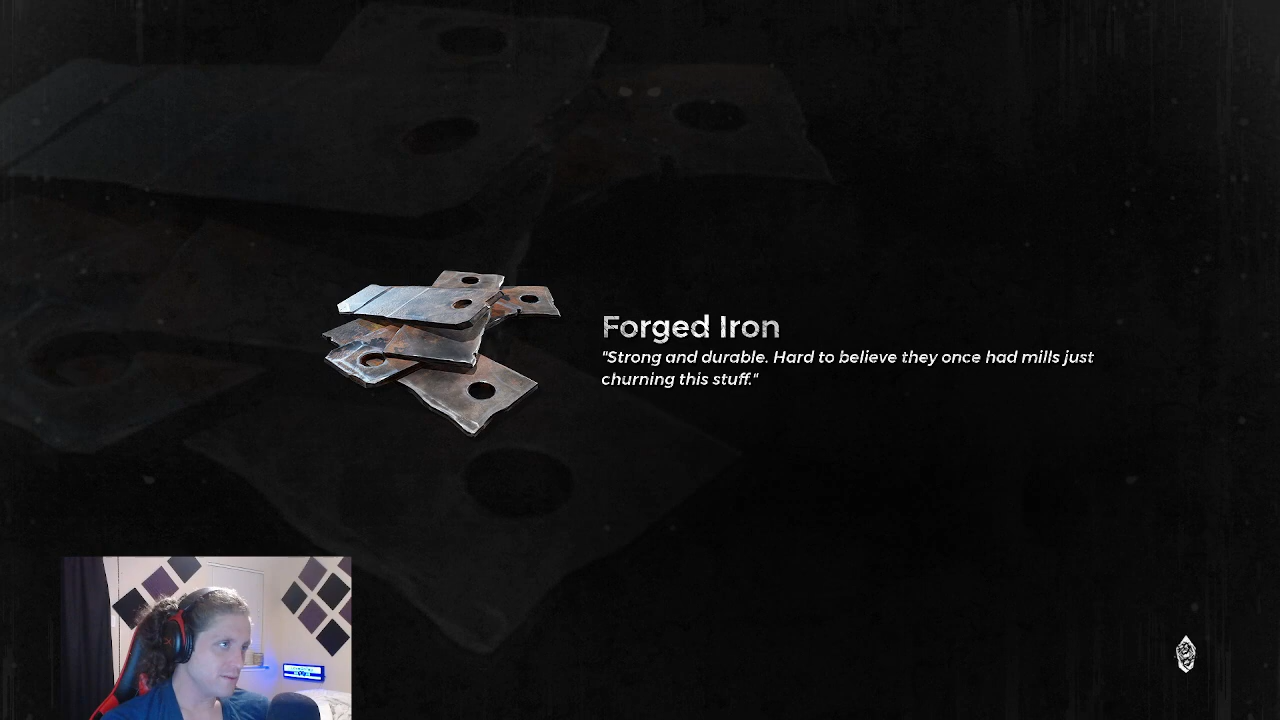 Forged Iron
"Strong and durable. Hard to believe they once had mills just
churning this stuff."